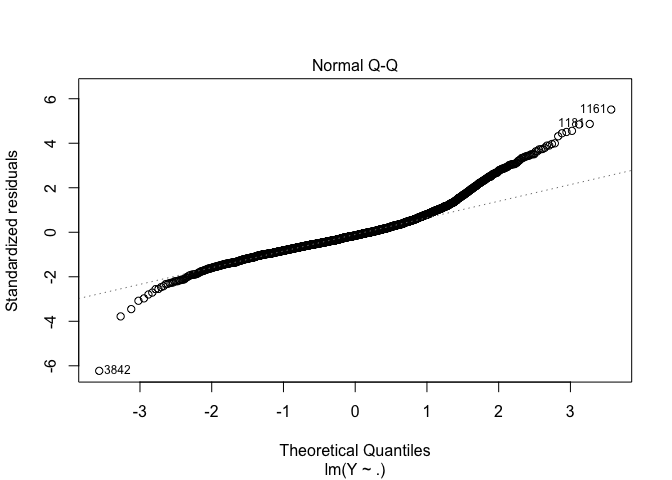 Normal Q-Q
6
4
2
0
-2
-4
-6
Standardized residuals
1161
1181
3842
-3 -2 -1 0 1 2 3
Theoretical Quantiles
lm(Y ~ .)